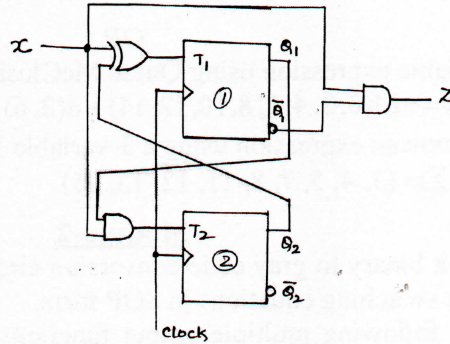 x
T₁
Q₁
①
Q̄₁
Z
T₂
Q₂
②
Q̄₂
Clock